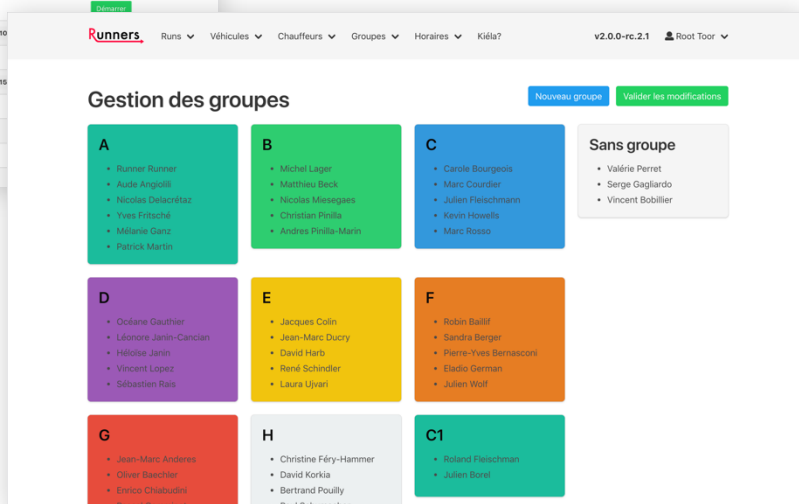 Démarrer
10
15
Runners
Runs
Véhicules
Chauffeurs
Groupes
Horaires
Kiéla?
v2.0.0-rc.2.1
Root Toor
Gestion des groupes
Nouveau groupe
Valider les modifications
A
Runner Runner
Aude Angiolili
Nicolas Delacrétaz
Yves Fritsché
Mélanie Ganz
Patrick Martin
B
Michel Lager
Matthieu Beck
Nicolas Miesegaes
Christian Pinilla
Andres Pinilla-Marin
C
Carole Bourgeois
Marc Courdier
Julien Fleischmann
Kevin Howells
Marc Rosso
Sans groupe
Valérie Perret
Serge Gagliardo
Vincent Bobillier
D
Océane Gauthier
Léonore Janin-Cancian
Héloïse Janin
Vincent Lopez
Sébastien Rais
E
Jacques Colin
Jean-Marc Ducry
David Harb
René Schindler
Laura Ujvari
F
Robin Baillif
Sandra Berger
Pierre-Yves Bernasconi
Eladio German
Julien Wolf
G
Jean-Marc Anderes
Oliver Baechler
Enrico Chiabudini
H
Christine Féry-Hammer
David Korkia
Bertrand Pouilly
C1
Roland Fleischman
Julien Borel